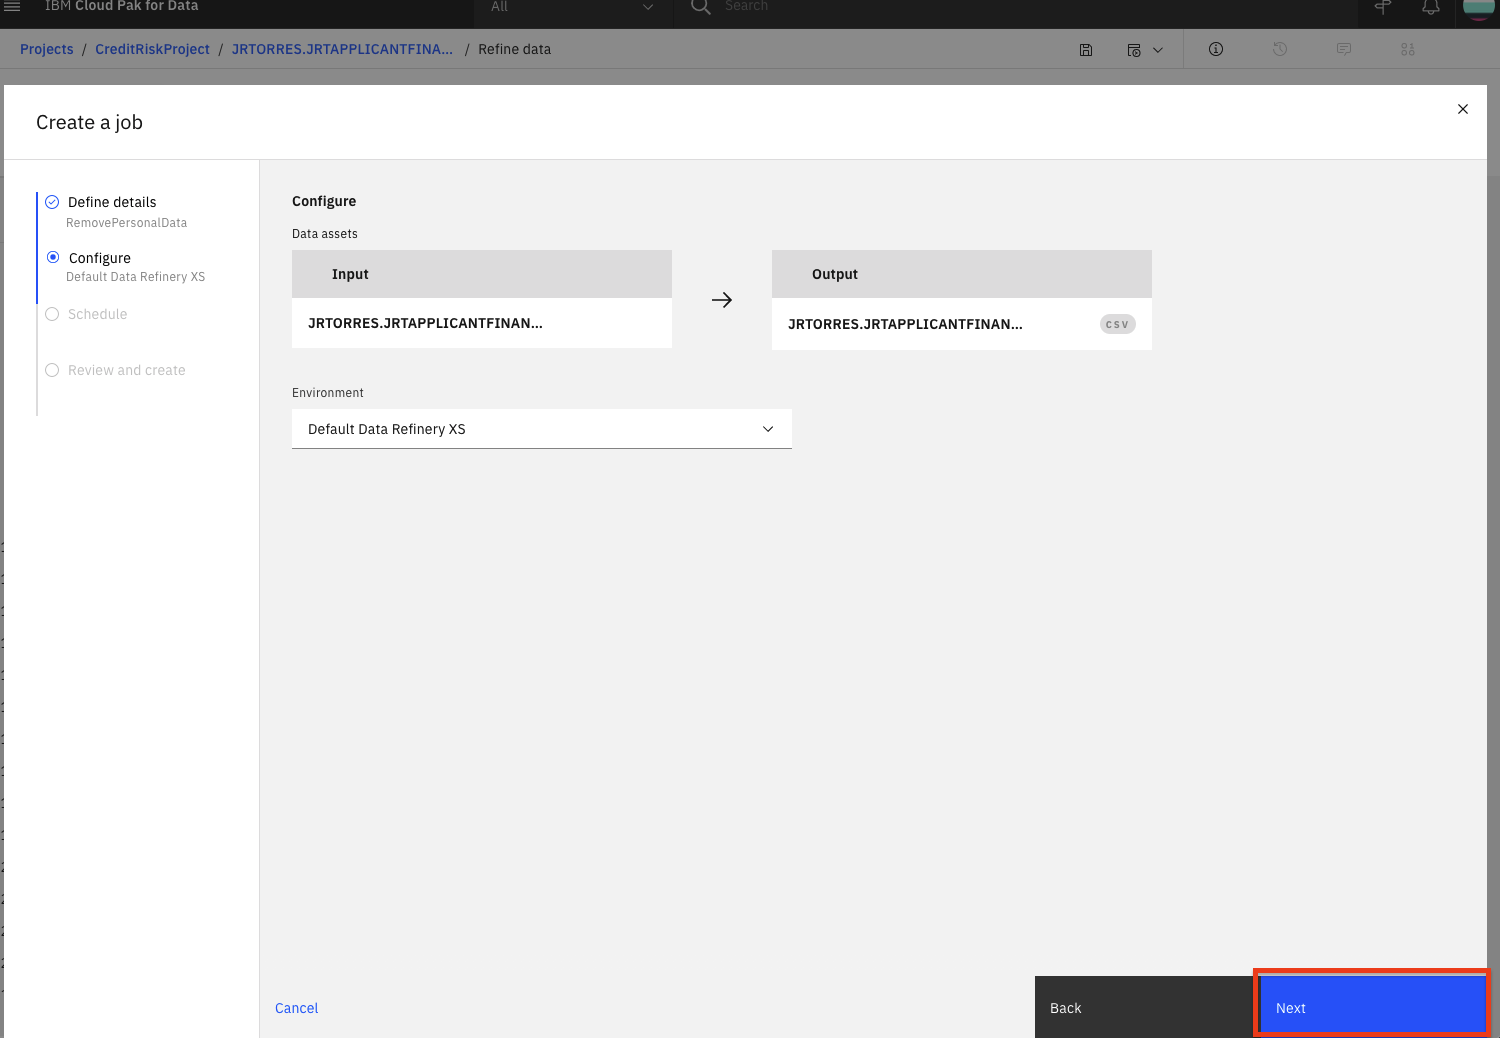 IBM Cloud Pak for Data
All
Search
Projects / CreditRiskProject / JRTORRES.JRTAPPLICANTFINA... / Refine data
Create a job
Define details
RemovePersonalData
Configure
Default Data Refinery XS
Schedule
Review and create
Configure
Data assets
Input
JRTORRES.JRTAPPLICANTFINAN...
Output
JRTORRES.JRTAPPLICANTFINAN...
CSV
Environment
Default Data Refinery XS
Cancel
Back
Next